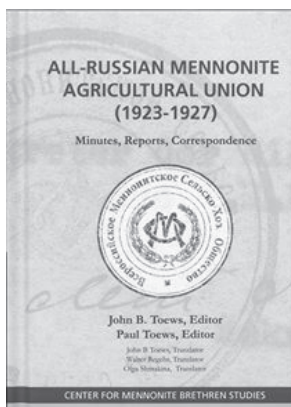 ALL-RUSSIAN MENNONITE
AGRICULTURAL UNION
(1923-1927)
Minutes, Reports, Correspondence
Всероссийское Меннонитское Сельско Хоз. Общество
John B. Toews, Editor
Paul Toews, Editor
John B Toews, Translator
Walter Regehr, Translator
Olga Shmakina, Translator
CENTER FOR MENNONITE BRETHREN STUDIES